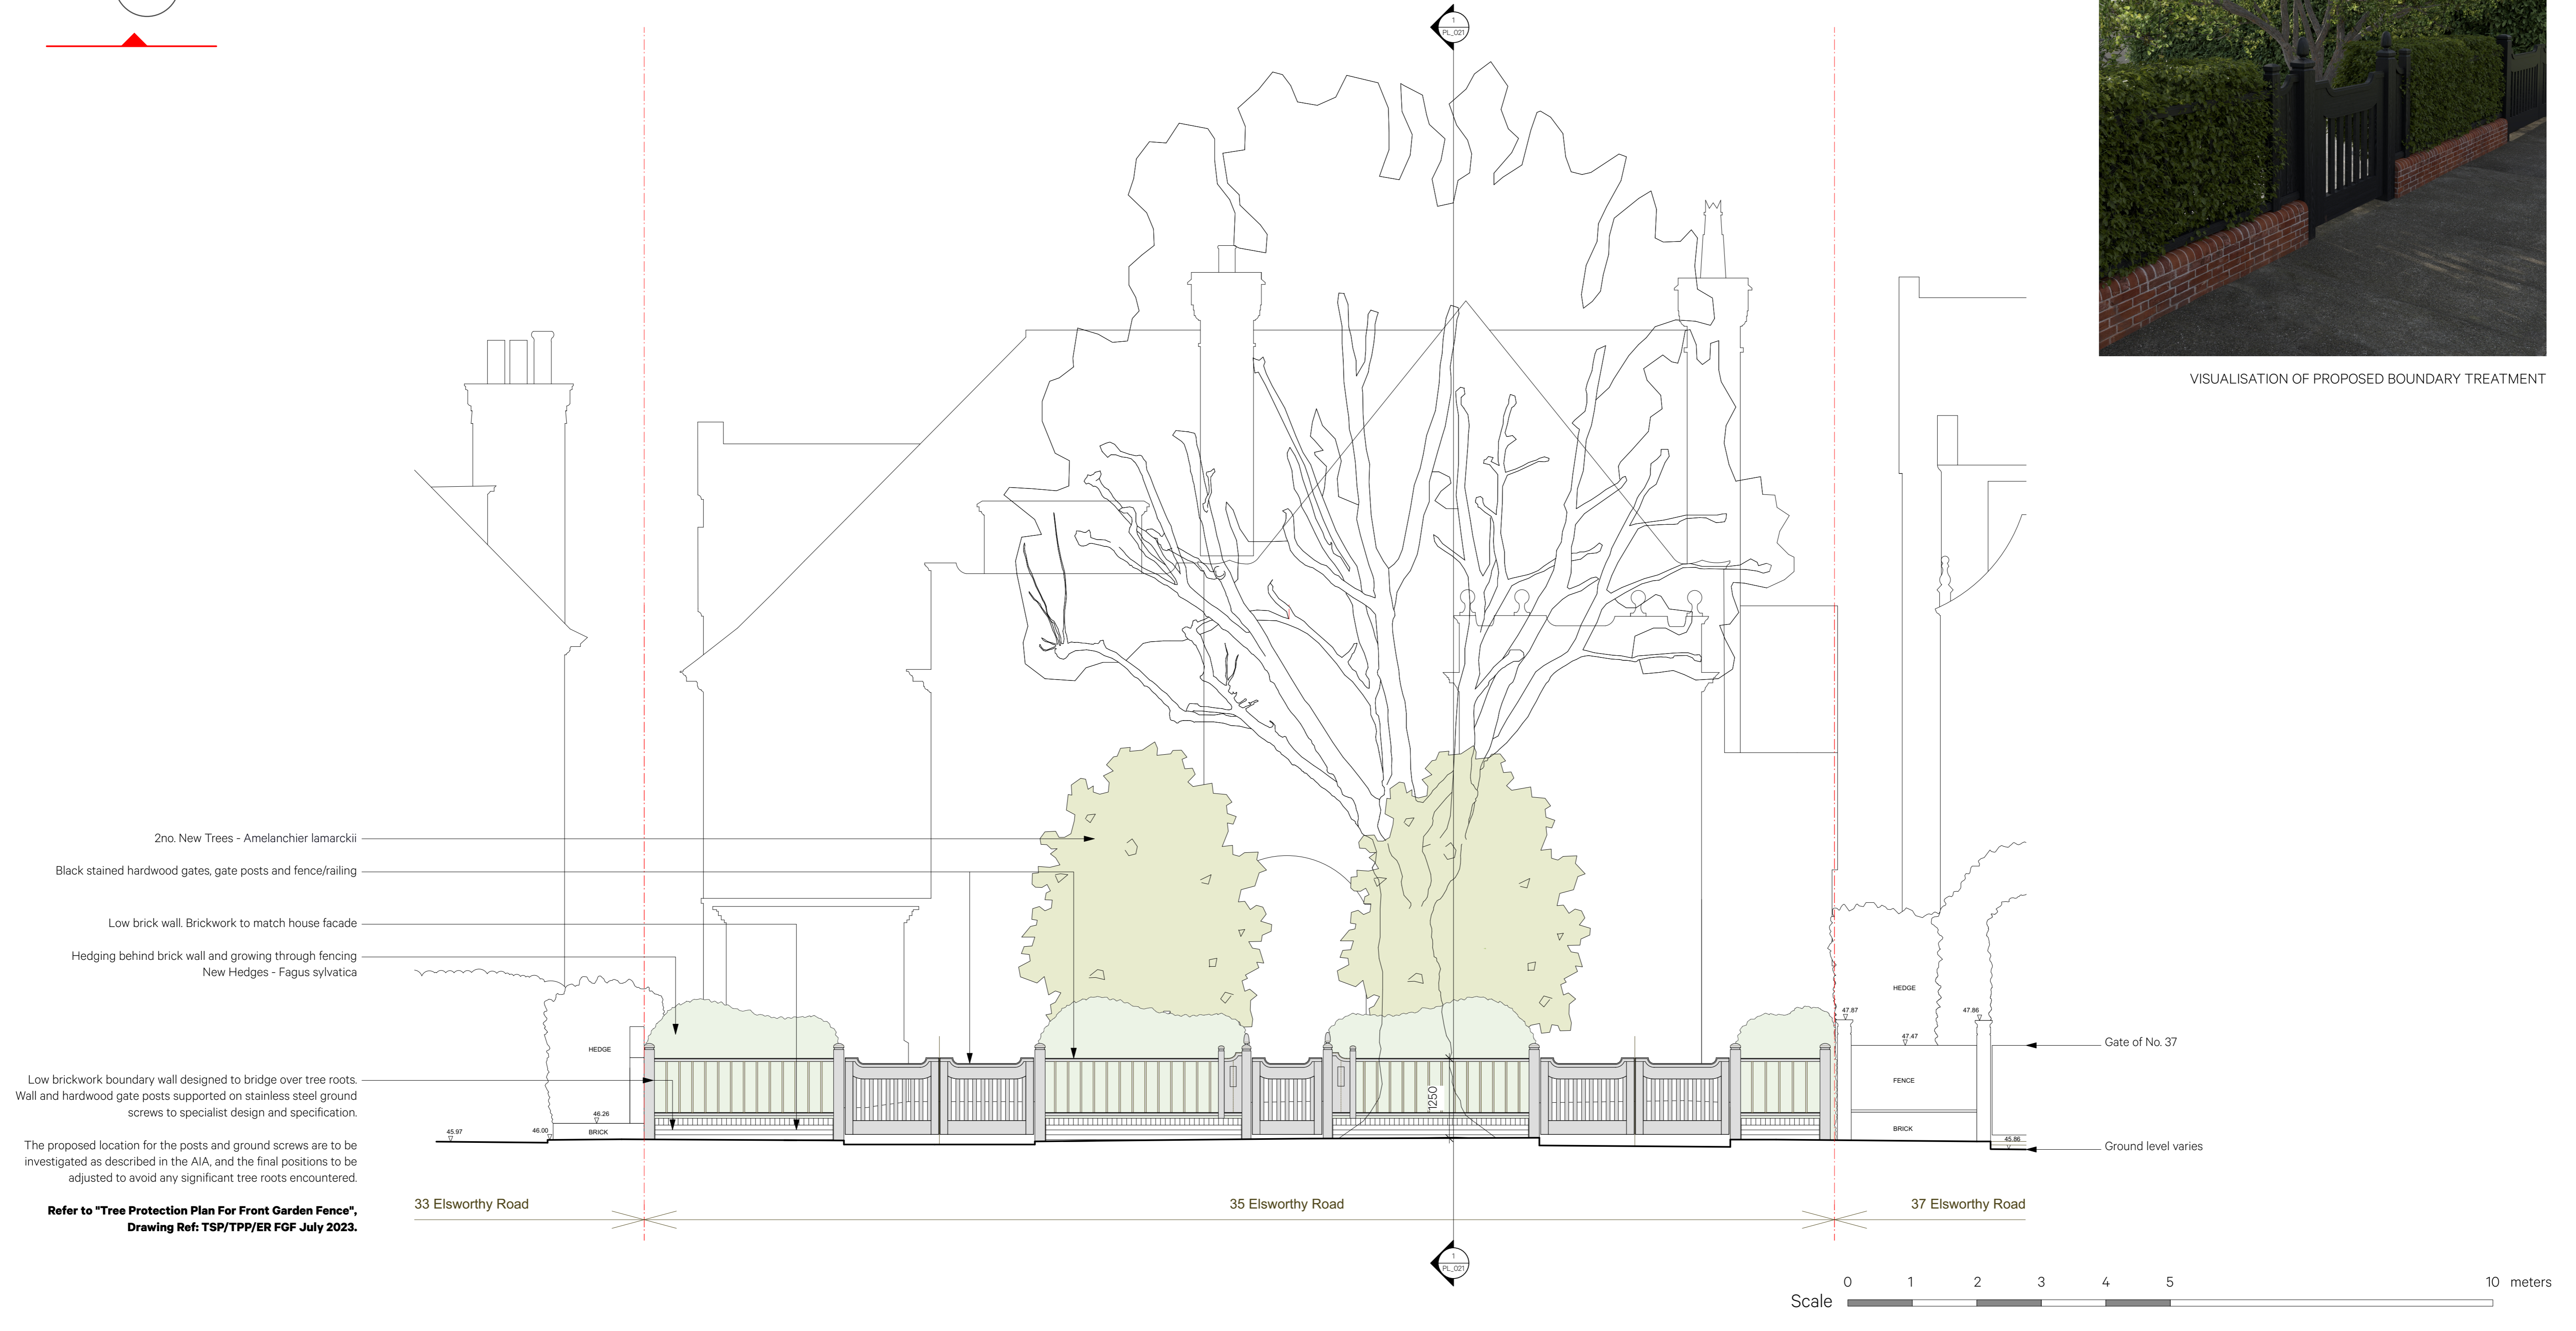 1
PL_021
VISUALISATION OF PROPOSED BOUNDARY TREATMENT
2no. New Trees - Amelanchier lamarckii
Black stained hardwood gates, gate posts and fence/railing
Low brick wall. Brickwork to match house facade
Hedging behind brick wall and growing through fencing
New Hedges - Fagus sylvatica
Low brickwork boundary wall designed to bridge over tree roots.
Wall and hardwood gate posts supported on stainless steel ground
screws to specialist design and specification.
The proposed location for the posts and ground screws are to be
investigated as described in the AIA, and the final positions to be
adjusted to avoid any significant tree roots encountered.
Refer to "Tree Protection Plan For Front Garden Fence",
Drawing Ref: TSP/TPP/ER FGF July 2023.
45.97
46.00
HEDGE
46.26
BRICK
1250
HEDGE
47.87
47.86
47.47
FENCE
BRICK
45.86
Gate of No. 37
Ground level varies
33 Elsworthy Road
35 Elsworthy Road
37 Elsworthy Road
1
PL_021
0 1 2 3 4 5 10 meters
Scale